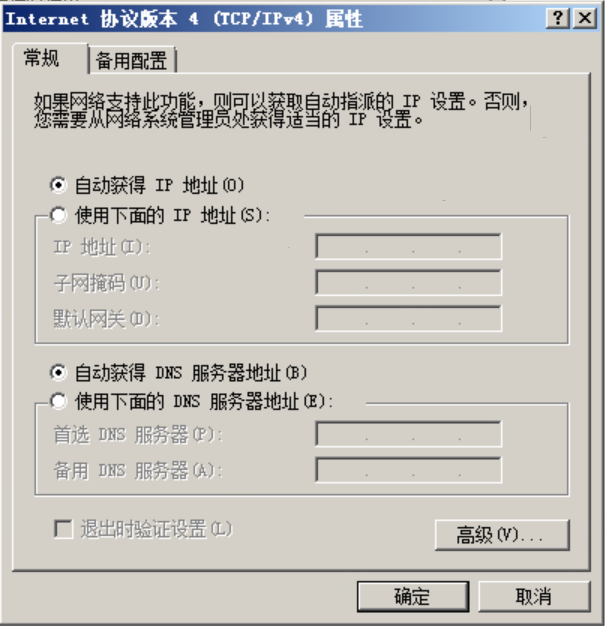 Internet 协议版本 4 (TCP/IPv4) 属性
常规
备用配置
如果网络支持此功能，则可以获取自动指派的 IP 设置。否则，
您需要从网络系统管理员处获得适当的 IP 设置。
自动获得 IP 地址(O)
使用下面的 IP 地址(S):
IP 地址(I):
子网掩码(U):
默认网关(D):
自动获得 DNS 服务器地址(B)
使用下面的 DNS 服务器地址(E):
首选 DNS 服务器(P):
备用 DNS 服务器(A):
退出时验证设置(L)
高级(V)...
确定
取消